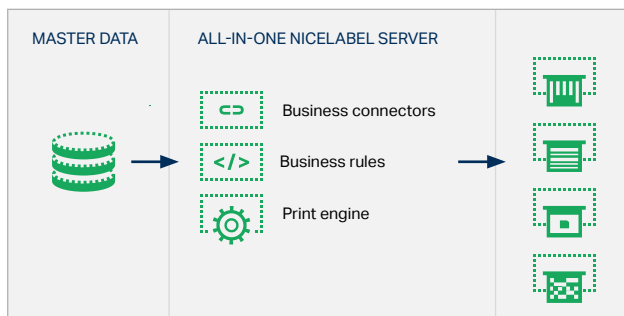 MASTER DATA
ALL-IN-ONE NICELABEL SERVER
Business connectors
</> Business rules
Print engine